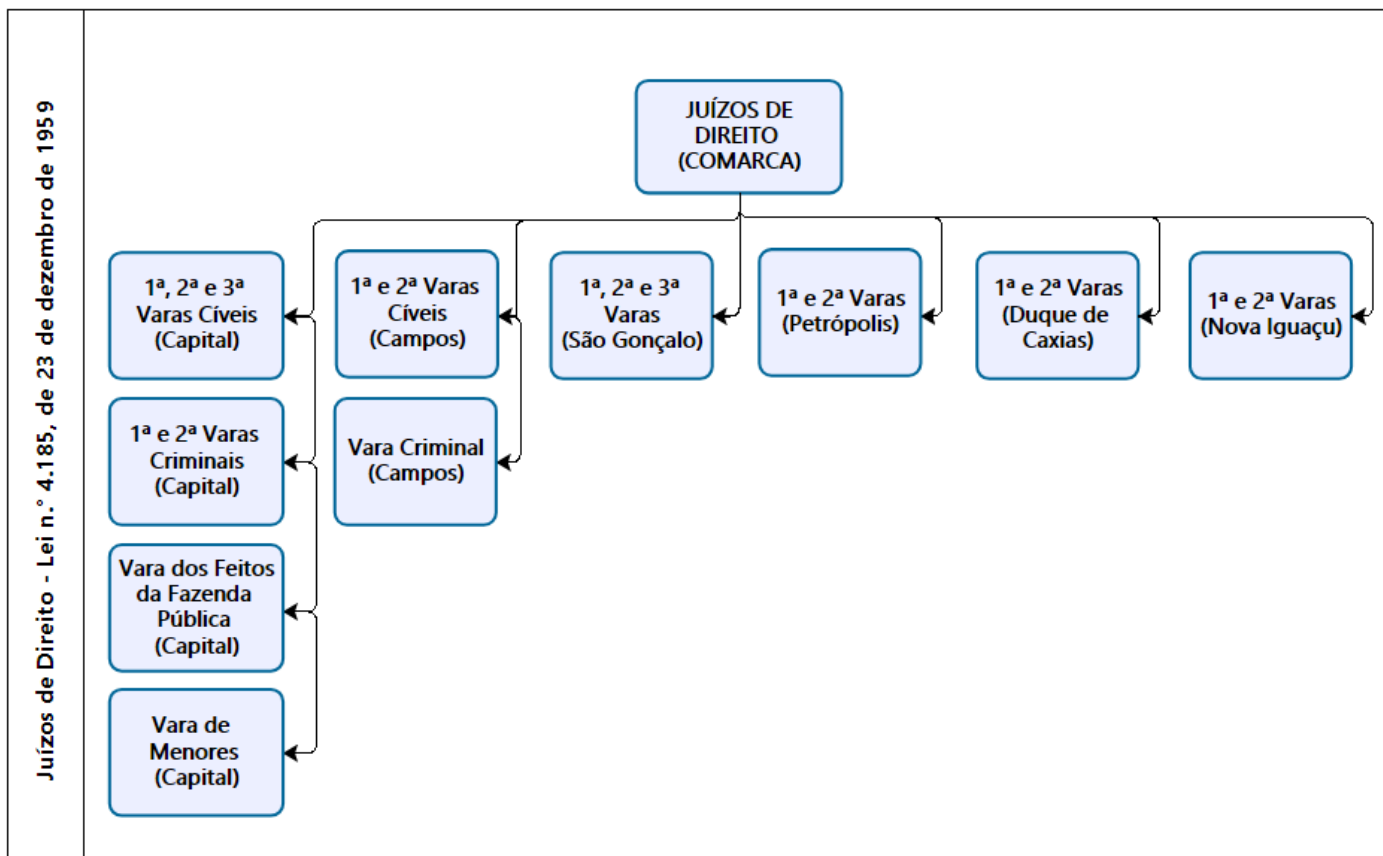 Juízos de Direito - Lei n.° 4.185, de 23 de dezembro de 1959
JUÍZOS DE
DIREITO
(COMARCA)
1ª, 2ª e 3ª
Varas Cíveis
(Capital)
1ª e 2ª Varas
Cíveis
(Campos)
1ª, 2ª e 3ª
Varas
(São Gonçalo)
1ª e 2ª Varas
(Petrópolis)
1ª e 2ª Varas
(Duque de
Caxias)
1ª e 2ª Varas
(Nova Iguaçu)
1ª e 2ª Varas
Criminais
(Capital)
Vara Criminal
(Campos)
Vara dos Feitos
da Fazenda
Pública
(Capital)
Vara de
Menores
(Capital)